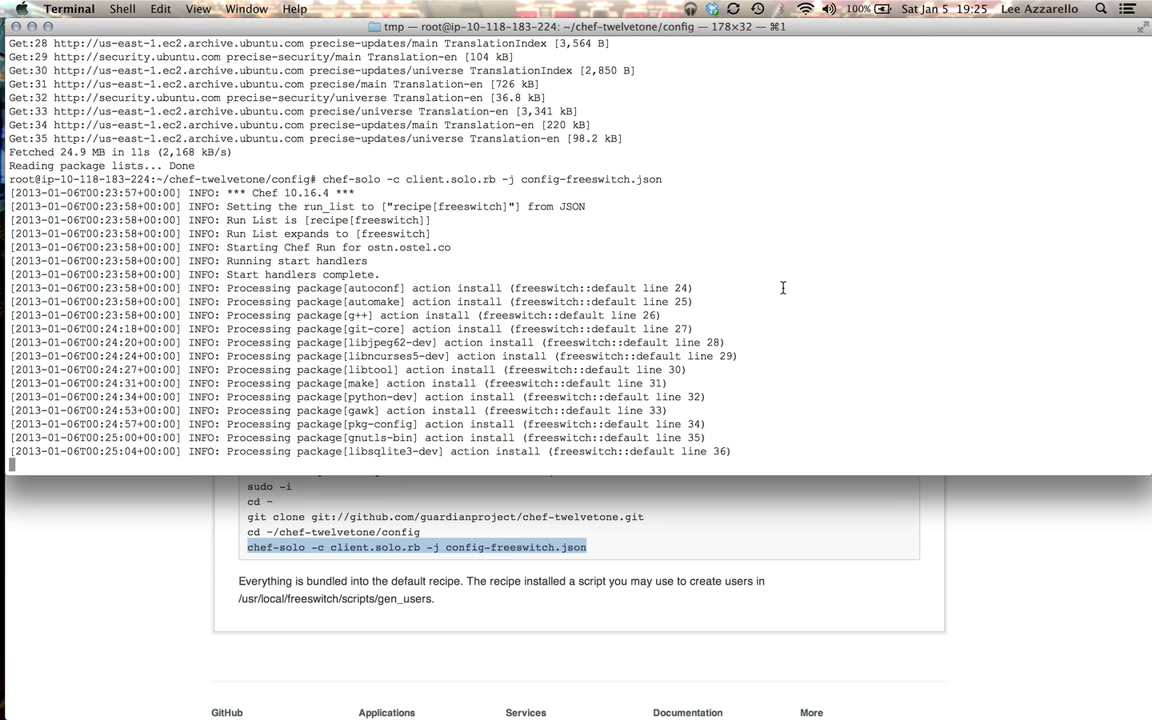 Terminal Shell Edit View Window Help 100% Sat Jan 5 19:25 Lee Azzarello
tmp — root@ip-10-118-183-224: ~/chef-twelvetone/config — 178×32 — ⌘1
Get:28 http://us-east-1.ec2.archive.ubuntu.com precise-updates/main TranslationIndex [3,564 B]
Get:29 http://security.ubuntu.com precise-security/main Translation-en [104 kB]
Get:30 http://us-east-1.ec2.archive.ubuntu.com precise-updates/universe TranslationIndex [2,850 B]
Get:31 http://us-east-1.ec2.archive.ubuntu.com precise/main Translation-en [726 kB]
Get:32 http://security.ubuntu.com precise-security/universe Translation-en [36.8 kB]
Get:33 http://us-east-1.ec2.archive.ubuntu.com precise/universe Translation-en [3,341 kB]
Get:34 http://us-east-1.ec2.archive.ubuntu.com precise-updates/main Translation-en [220 kB]
Get:35 http://us-east-1.ec2.archive.ubuntu.com precise-updates/universe Translation-en [98.2 kB]
Fetched 24.9 MB in 11s (2,168 kB/s)
Reading package lists... Done
root@ip-10-118-183-224:~/chef-twelvetone/config# chef-solo -c client.solo.rb -j config-freeswitch.json
[2013-01-06T00:23:57+00:00] INFO: *** Chef 10.16.4 ***
[2013-01-06T00:23:58+00:00] INFO: Setting the run_list to ["recipe[freeswitch]"] from JSON
[2013-01-06T00:23:58+00:00] INFO: Run List is [recipe[freeswitch]]
[2013-01-06T00:23:58+00:00] INFO: Run List expands to [freeswitch]
[2013-01-06T00:23:58+00:00] INFO: Starting Chef Run for ostn.ostel.co
[2013-01-06T00:23:58+00:00] INFO: Running start handlers
[2013-01-06T00:23:58+00:00] INFO: Start handlers complete.
[2013-01-06T00:23:58+00:00] INFO: Processing package[autoconf] action install (freeswitch::default line 24)
[2013-01-06T00:23:58+00:00] INFO: Processing package[automake] action install (freeswitch::default line 25)
[2013-01-06T00:23:58+00:00] INFO: Processing package[g++] action install (freeswitch::default line 26)
[2013-01-06T00:24:18+00:00] INFO: Processing package[git-core] action install (freeswitch::default line 27)
[2013-01-06T00:24:20+00:00] INFO: Processing package[libjpeg62-dev] action install (freeswitch::default line 28)
[2013-01-06T00:24:24+00:00] INFO: Processing package[libncurses5-dev] action install (freeswitch::default line 29)
[2013-01-06T00:24:27+00:00] INFO: Processing package[libtool] action install (freeswitch::default line 30)
[2013-01-06T00:24:31+00:00] INFO: Processing package[make] action install (freeswitch::default line 31)
[2013-01-06T00:24:34+00:00] INFO: Processing package[python-dev] action install (freeswitch::default line 32)
[2013-01-06T00:24:53+00:00] INFO: Processing package[gawk] action install (freeswitch::default line 33)
[2013-01-06T00:24:57+00:00] INFO: Processing package[pkg-config] action install (freeswitch::default line 34)
[2013-01-06T00:25:00+00:00] INFO: Processing package[gnutls-bin] action install (freeswitch::default line 35)
[2013-01-06T00:25:04+00:00] INFO: Processing package[libsqlite3-dev] action install (freeswitch::default line 36)
sudo -i
cd ~
git clone git://github.com/guardianproject/chef-twelvetone.git
cd ~/chef-twelvetone/config
chef-solo -c client.solo.rb -j config-freeswitch.json
Everything is bundled into the default recipe. The recipe installed a script you may use to create users in
/usr/local/freeswitch/scripts/gen_users.
GitHub Applications Services Documentation More